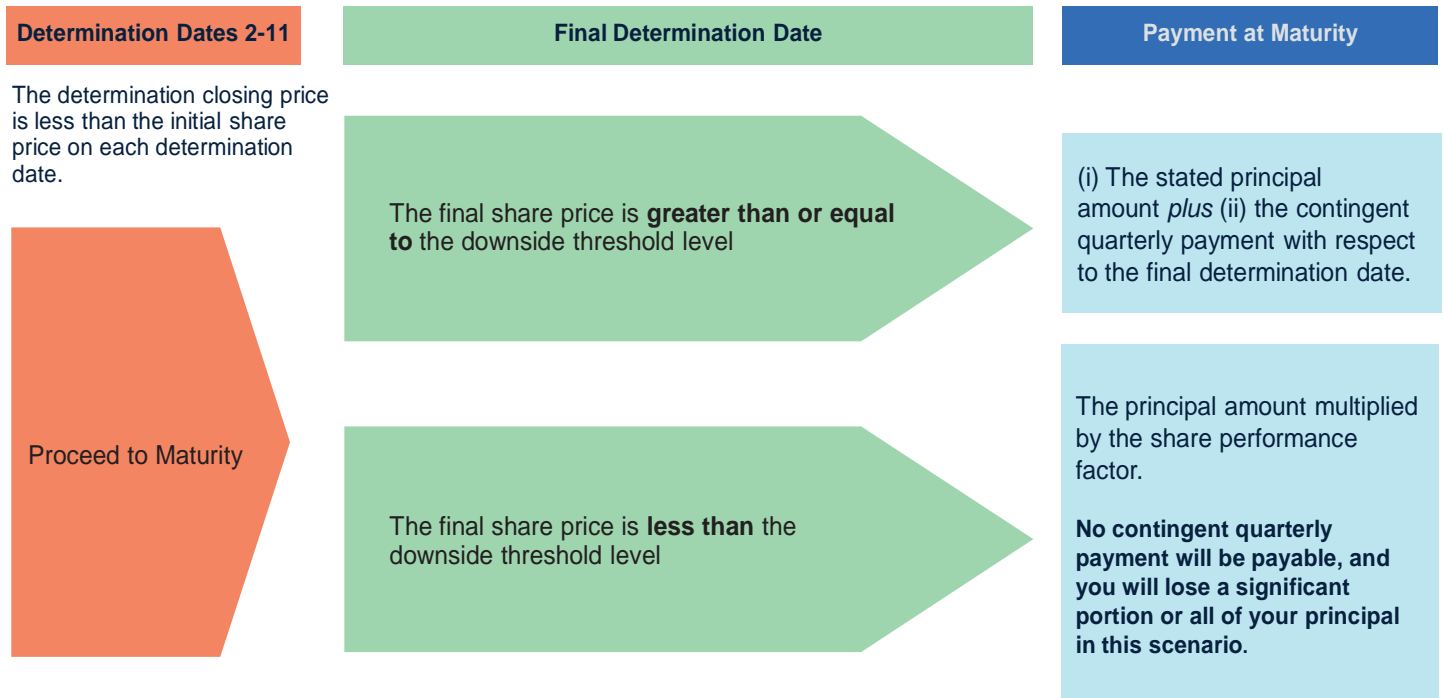 Determination Dates 2-11
Final Determination Date
Payment at Maturity
The determination closing price
is less than the initial share
price on each determination
date.
Proceed to Maturity
The final share price is greater than or equal
to the downside threshold level
(i) The stated principal
amount plus (ii) the contingent
quarterly payment with respect
to the final determination date.
The final share price is less than the
downside threshold level
The principal amount multiplied
by the share performance
factor.
No contingent quarterly
payment will be payable, and
you will lose a significant
portion or all of your principal
in this scenario.